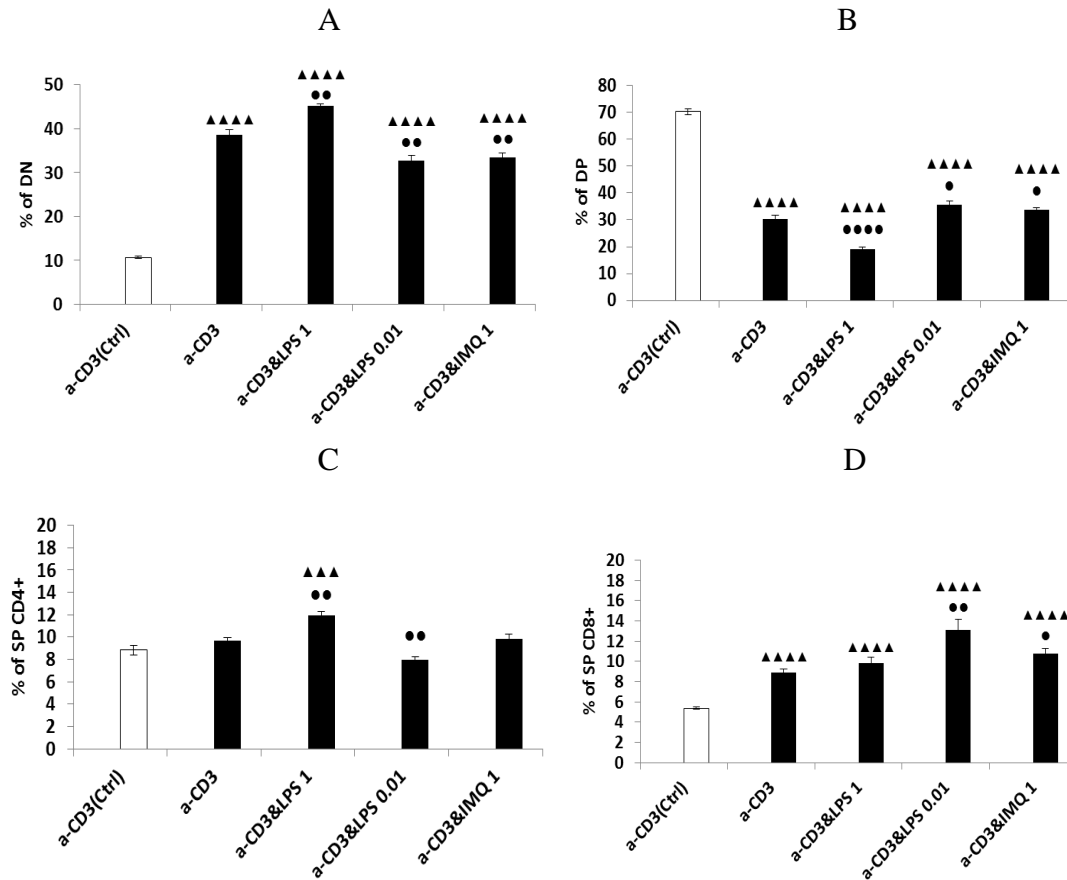 A
50
40
30
20
10
0
% of DN
▲▲▲▲
▲▲▲▲
●●
▲▲▲▲
●●
▲▲▲▲
●●
a-CD3(Ctrl)
a-CD3
a-CD3&LPS 1
a-CD3&LPS 0.01
a-CD3&IMQ 1
B
80
70
60
50
40
30
20
10
0
% of DP
▲▲▲▲
▲▲▲▲
●●●●
▲▲▲▲
●
▲▲▲▲
●
a-CD3(Ctrl)
a-CD3
a-CD3&LPS 1
a-CD3&LPS 0.01
a-CD3&IMQ 1
C
20
18
16
14
12
10
8
6
4
2
0
% of SP CD4+
▲▲▲
●●
●●
a-CD3(Ctrl)
a-CD3
a-CD3&LPS 1
a-CD3&LPS 0.01
a-CD3&IMQ 1
D
20
18
16
14
12
10
8
6
4
2
0
% of SP CD8+
▲▲▲▲
▲▲▲▲
▲▲▲▲
●●
▲▲▲▲
●
a-CD3(Ctrl)
a-CD3
a-CD3&LPS 1
a-CD3&LPS 0.01
a-CD3&IMQ 1